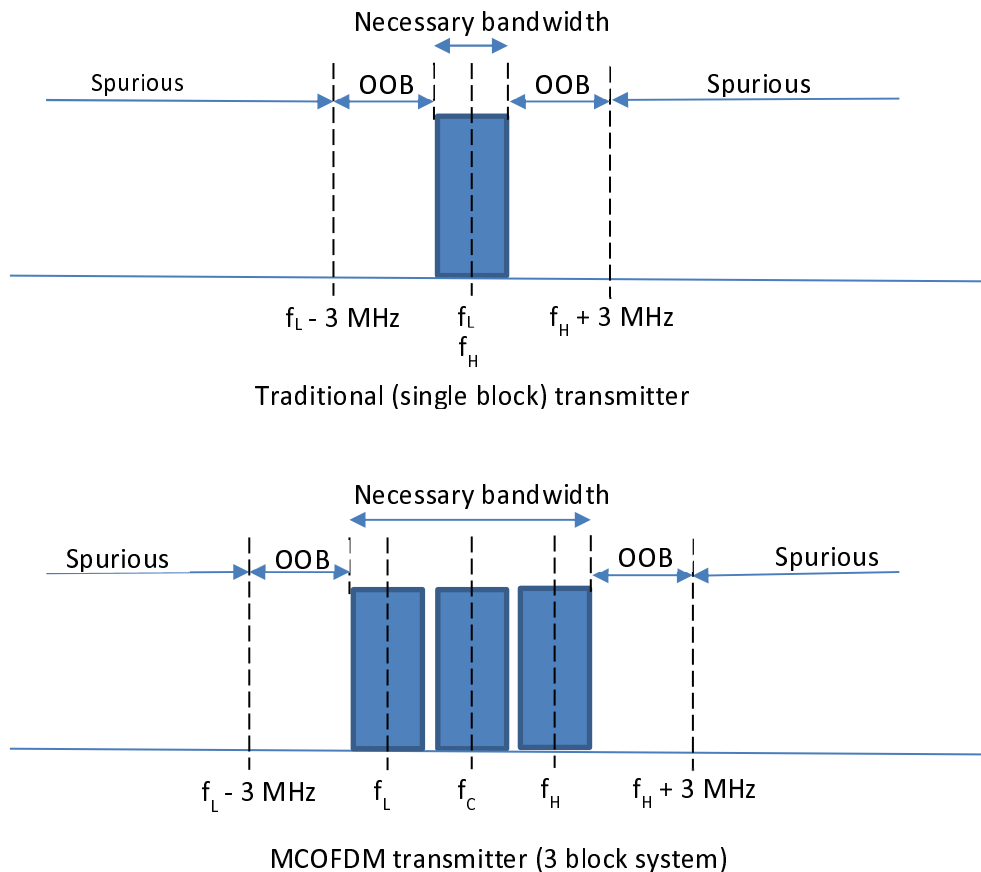 Necessary bandwidth
Spurious
OOB
OOB
Spurious
fL - 3 MHz
fL
fH + 3 MHz
fH
Traditional (single block) transmitter
Necessary bandwidth
Spurious
OOB
OOB
Spurious
fL - 3 MHz
fL
fC
fH
fH + 3 MHz
MCOFDM transmitter (3 block system)